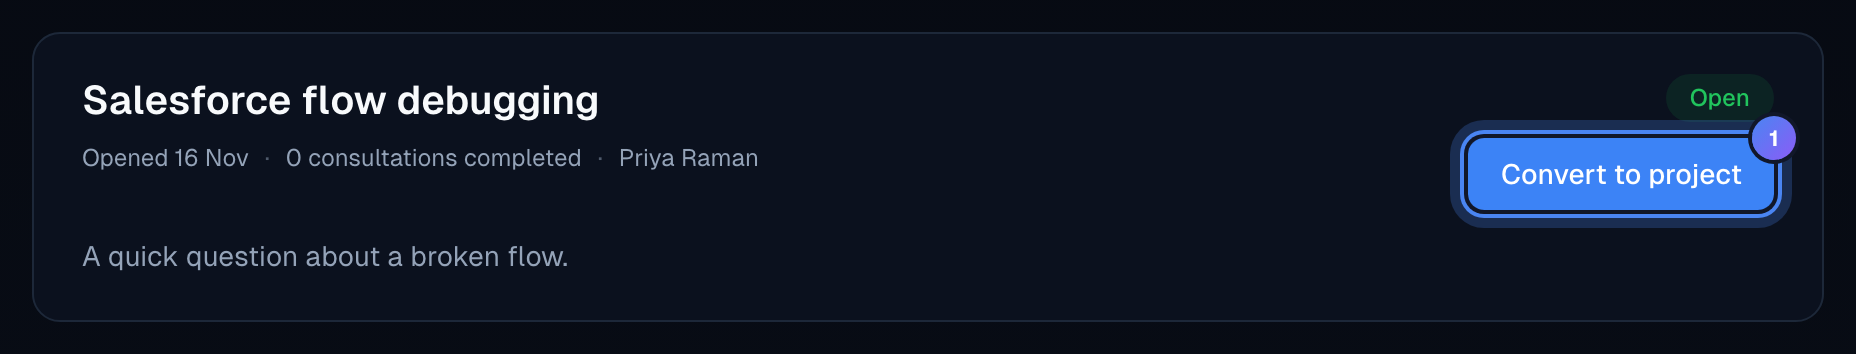 Salesforce flow debugging
Open
Opened 16 Nov · 0 consultations completed · Priya Raman
1
Convert to project
A quick question about a broken flow.